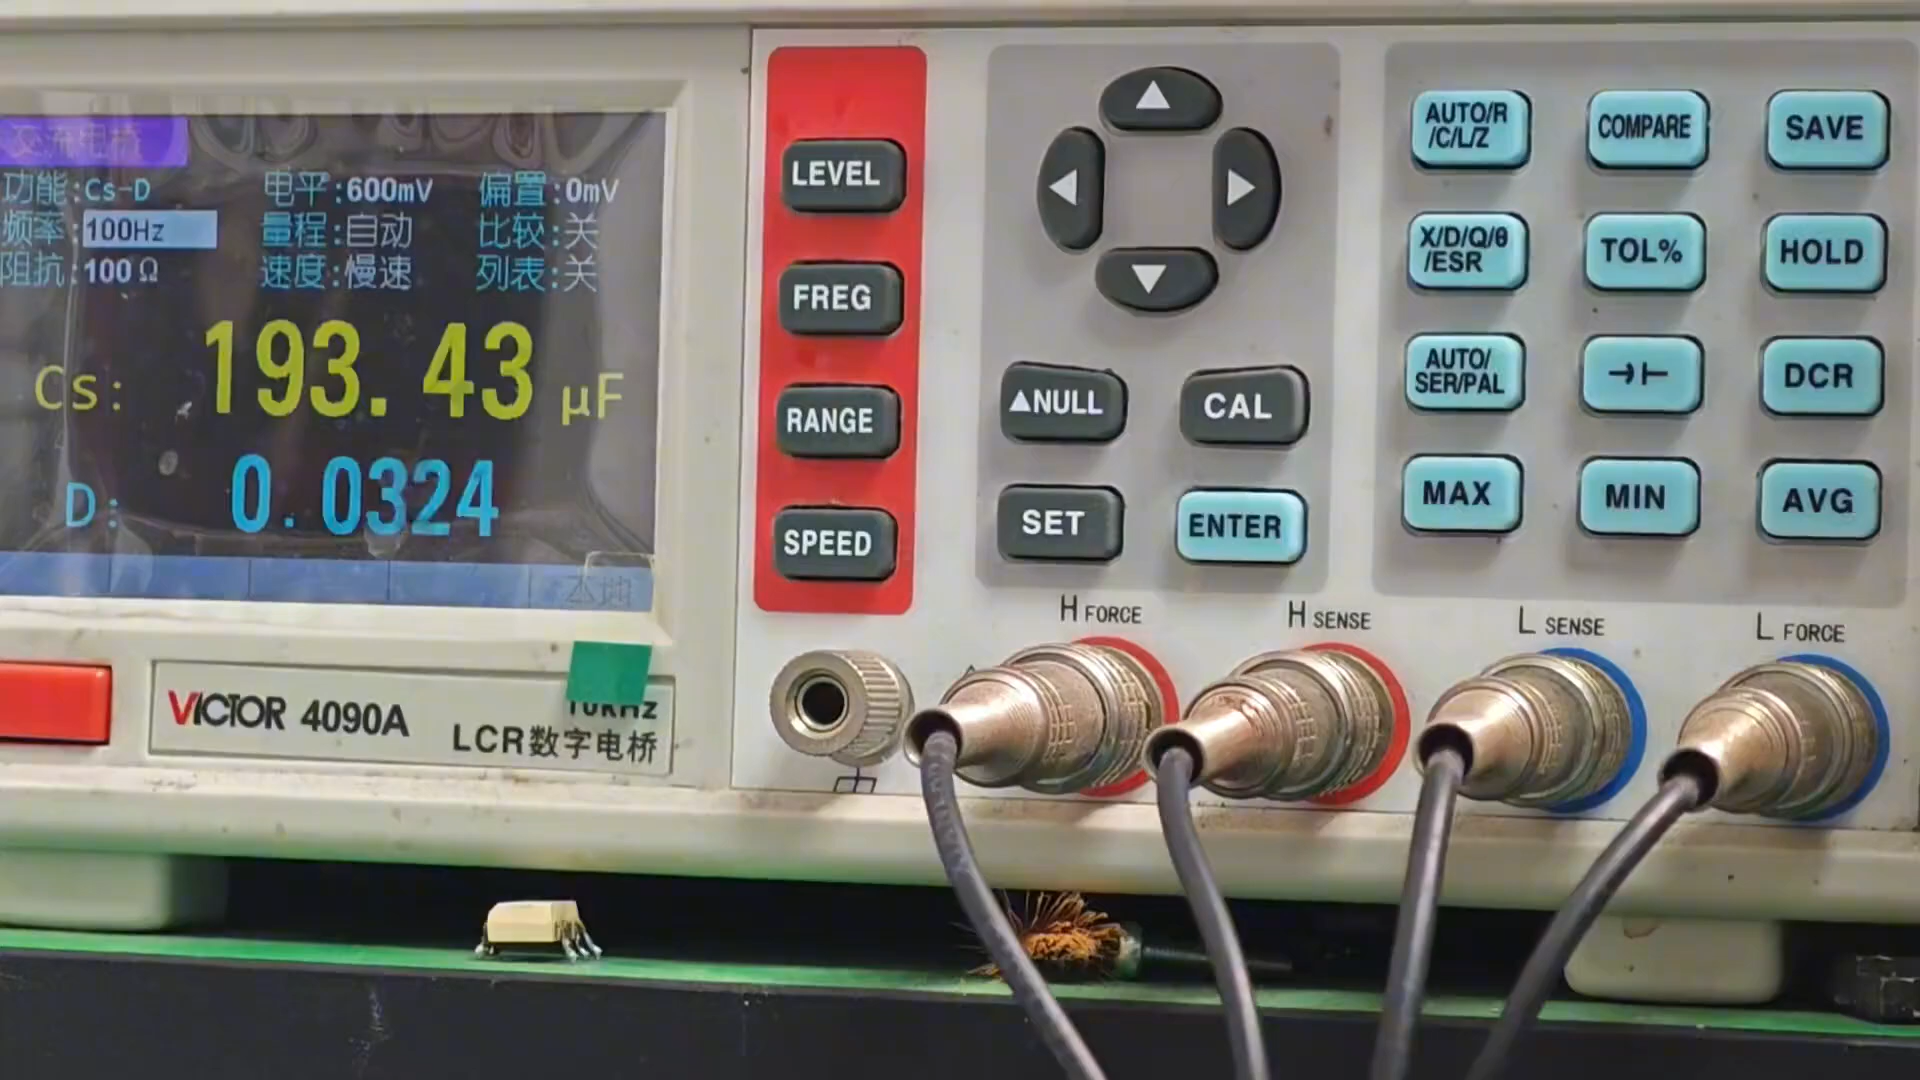 交流电桥
功能:Cs-D 电平:600mV 偏置:0mV
频率:100Hz 量程:自动 比较:关
阻抗:100Ω 速度:慢速 列表:关
Cs: 193.43 μF
D: 0.0324
本地
VICTOR 4090A
10KHz
LCR数字电桥
LEVEL
FREG
RANGE
SPEED
▲NULL
CAL
SET
ENTER
AUTO/R/C/L/Z
COMPARE
SAVE
X/D/Q/θ/ESR
TOL%
HOLD
AUTO/SER/PAL
DCR
MAX
MIN
AVG
H FORCE
H SENSE
L SENSE
L FORCE